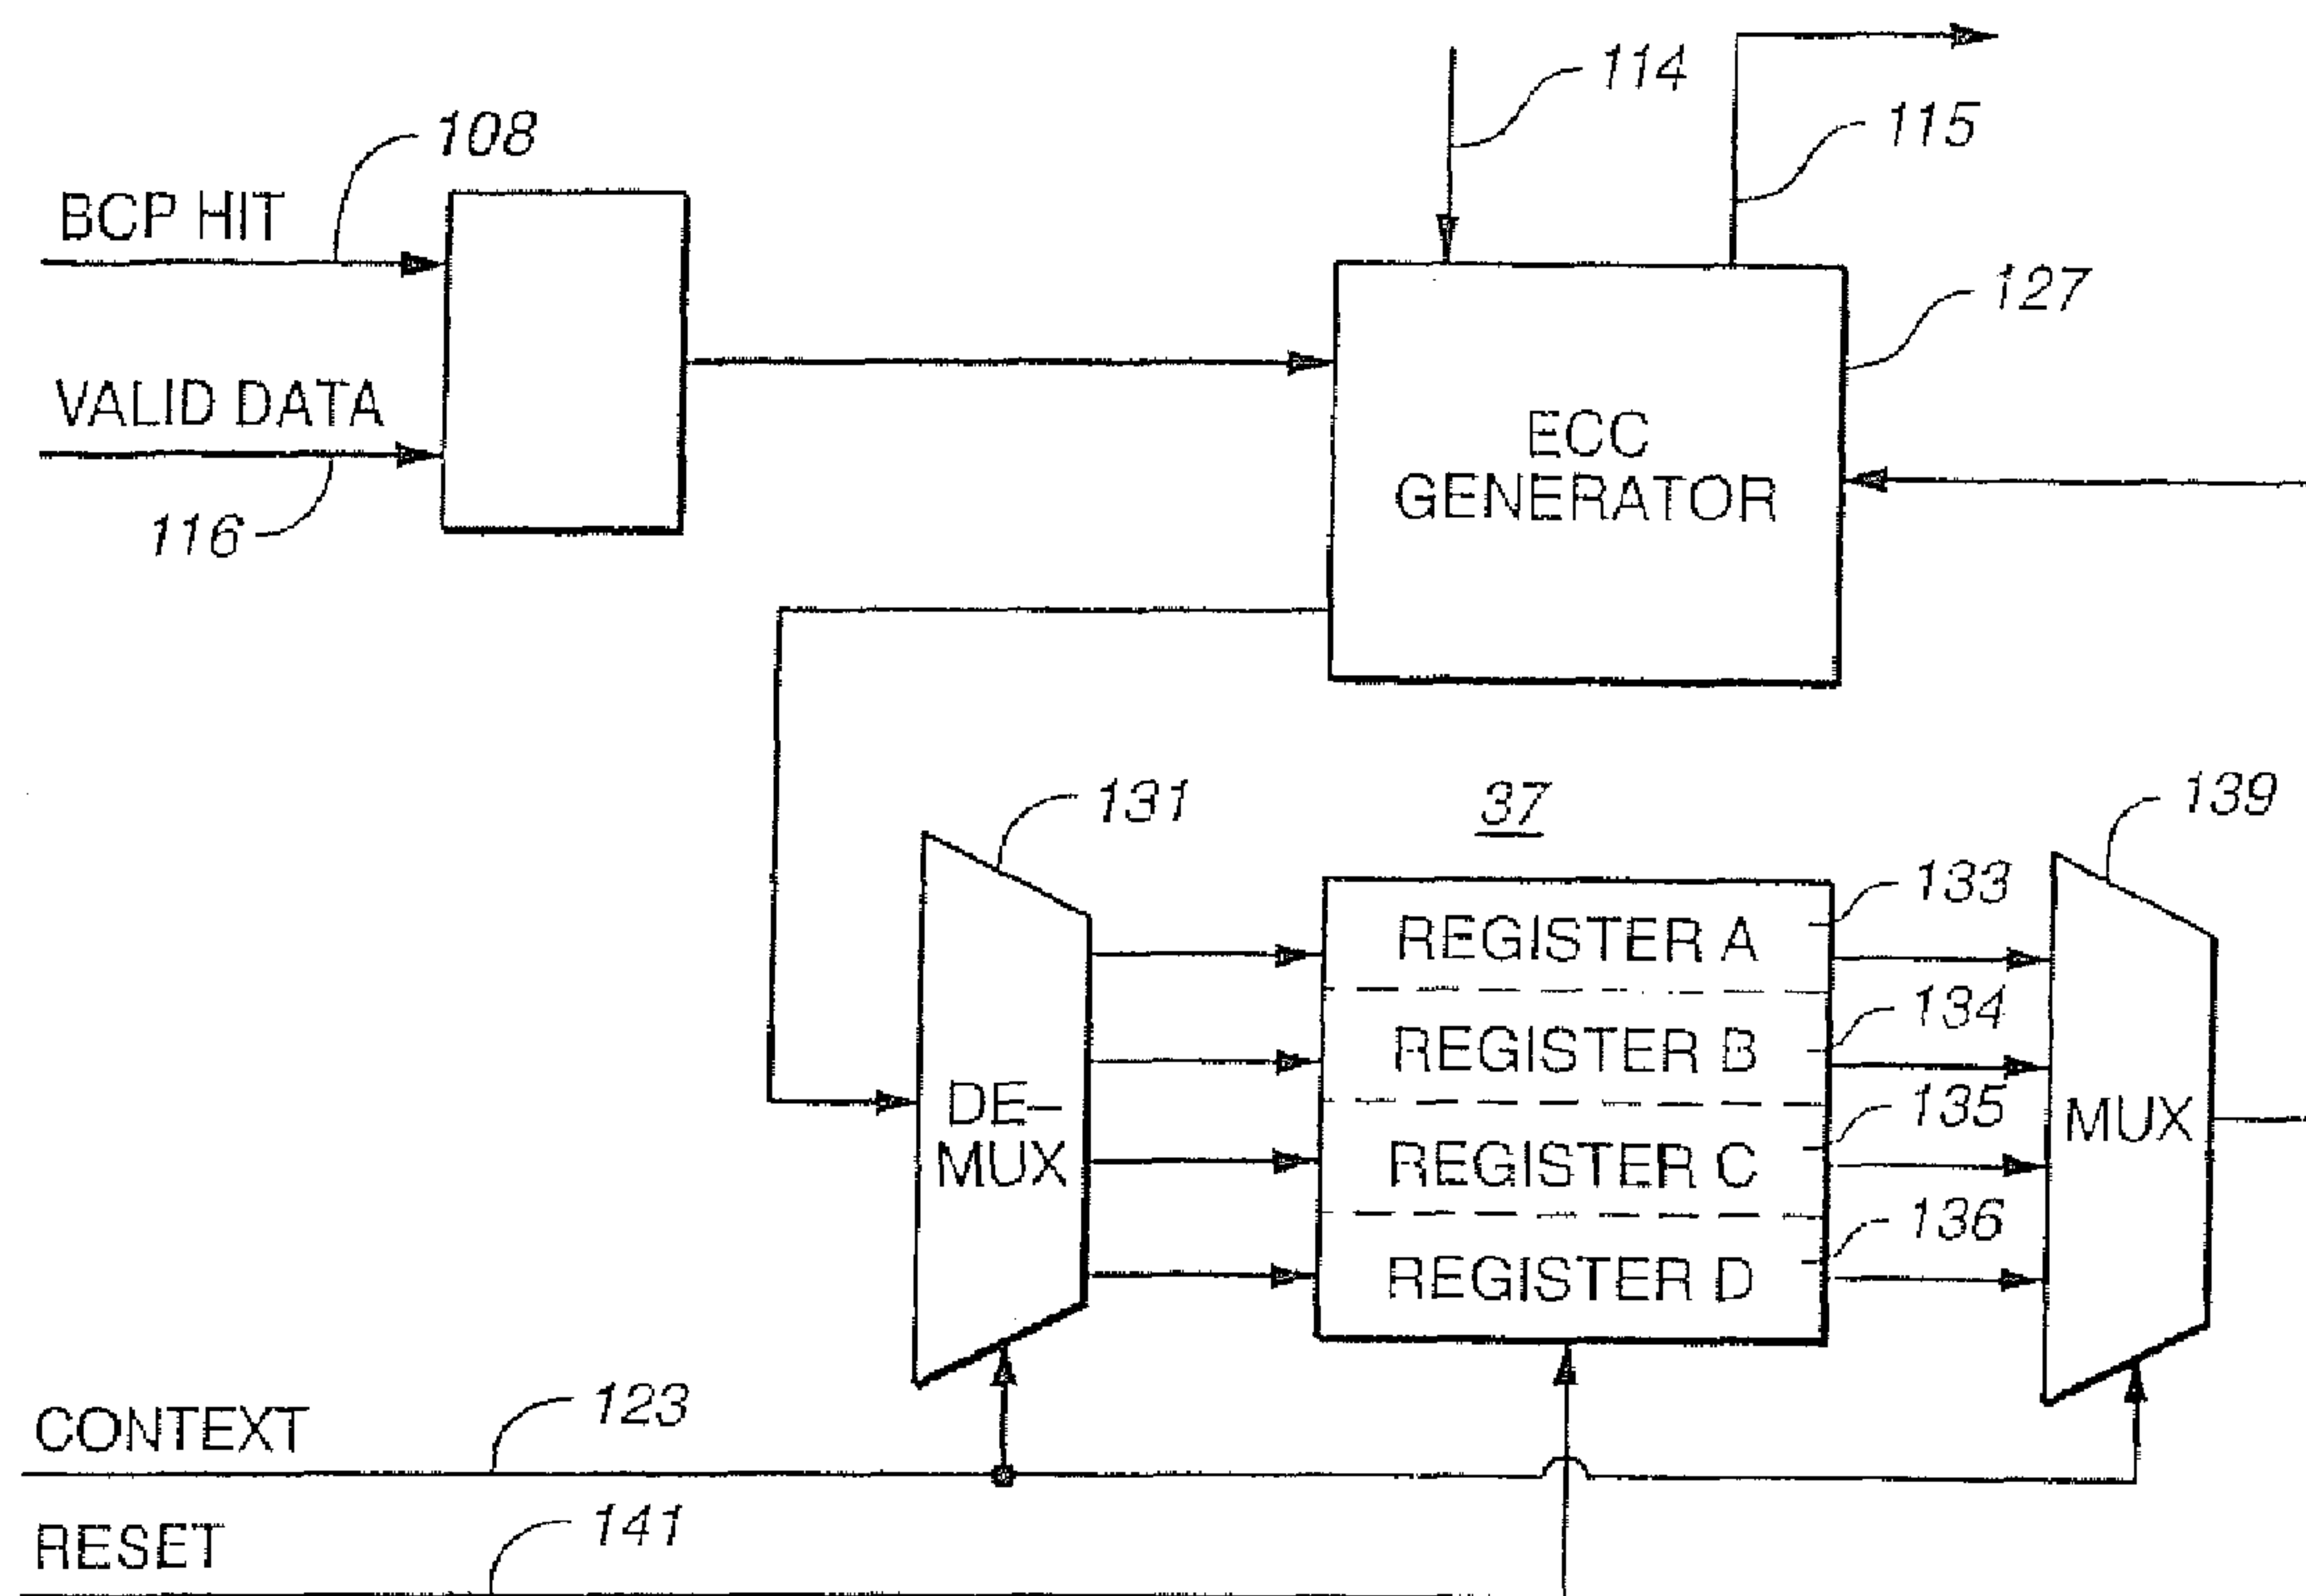 108
BCP HIT
VALID DATA
116
114
115
127
ECC
GENERATOR
131
37
139
DE-
MUX
REGISTER A
133
REGISTER B
134
REGISTER C
135
REGISTER D
136
MUX
CONTEXT
123
RESET
141